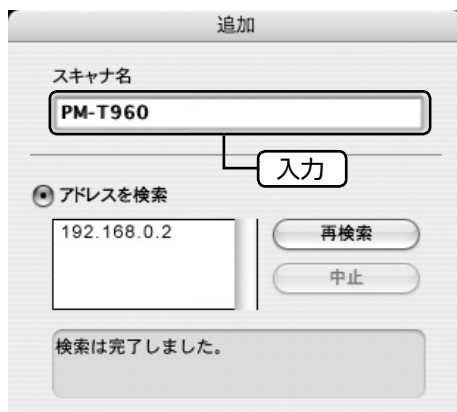 追加
スキャナ名
PM-T960
入力
アドレスを検索
192.168.0.2
再検索
中止
検索は完了しました。